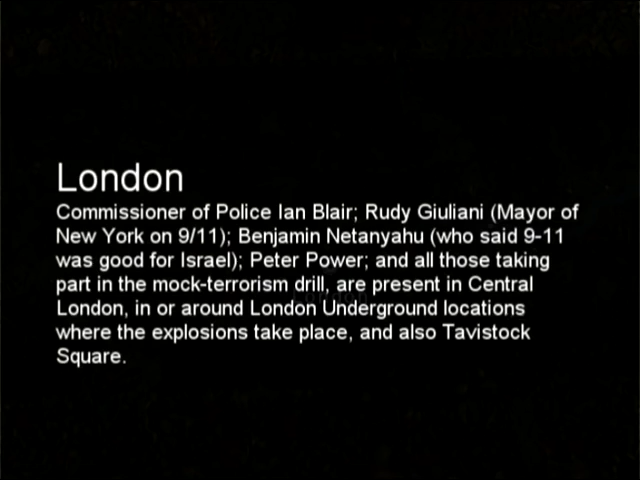 London
Commissioner of Police Ian Blair; Rudy Giuliani (Mayor of
New York on 9/11); Benjamin Netanyahu (who said 9-11
was good for Israel); Peter Power; and all those taking
part in the mock-terrorism drill, are present in Central
London, in or around London Underground locations
where the explosions take place, and also Tavistock
Square.